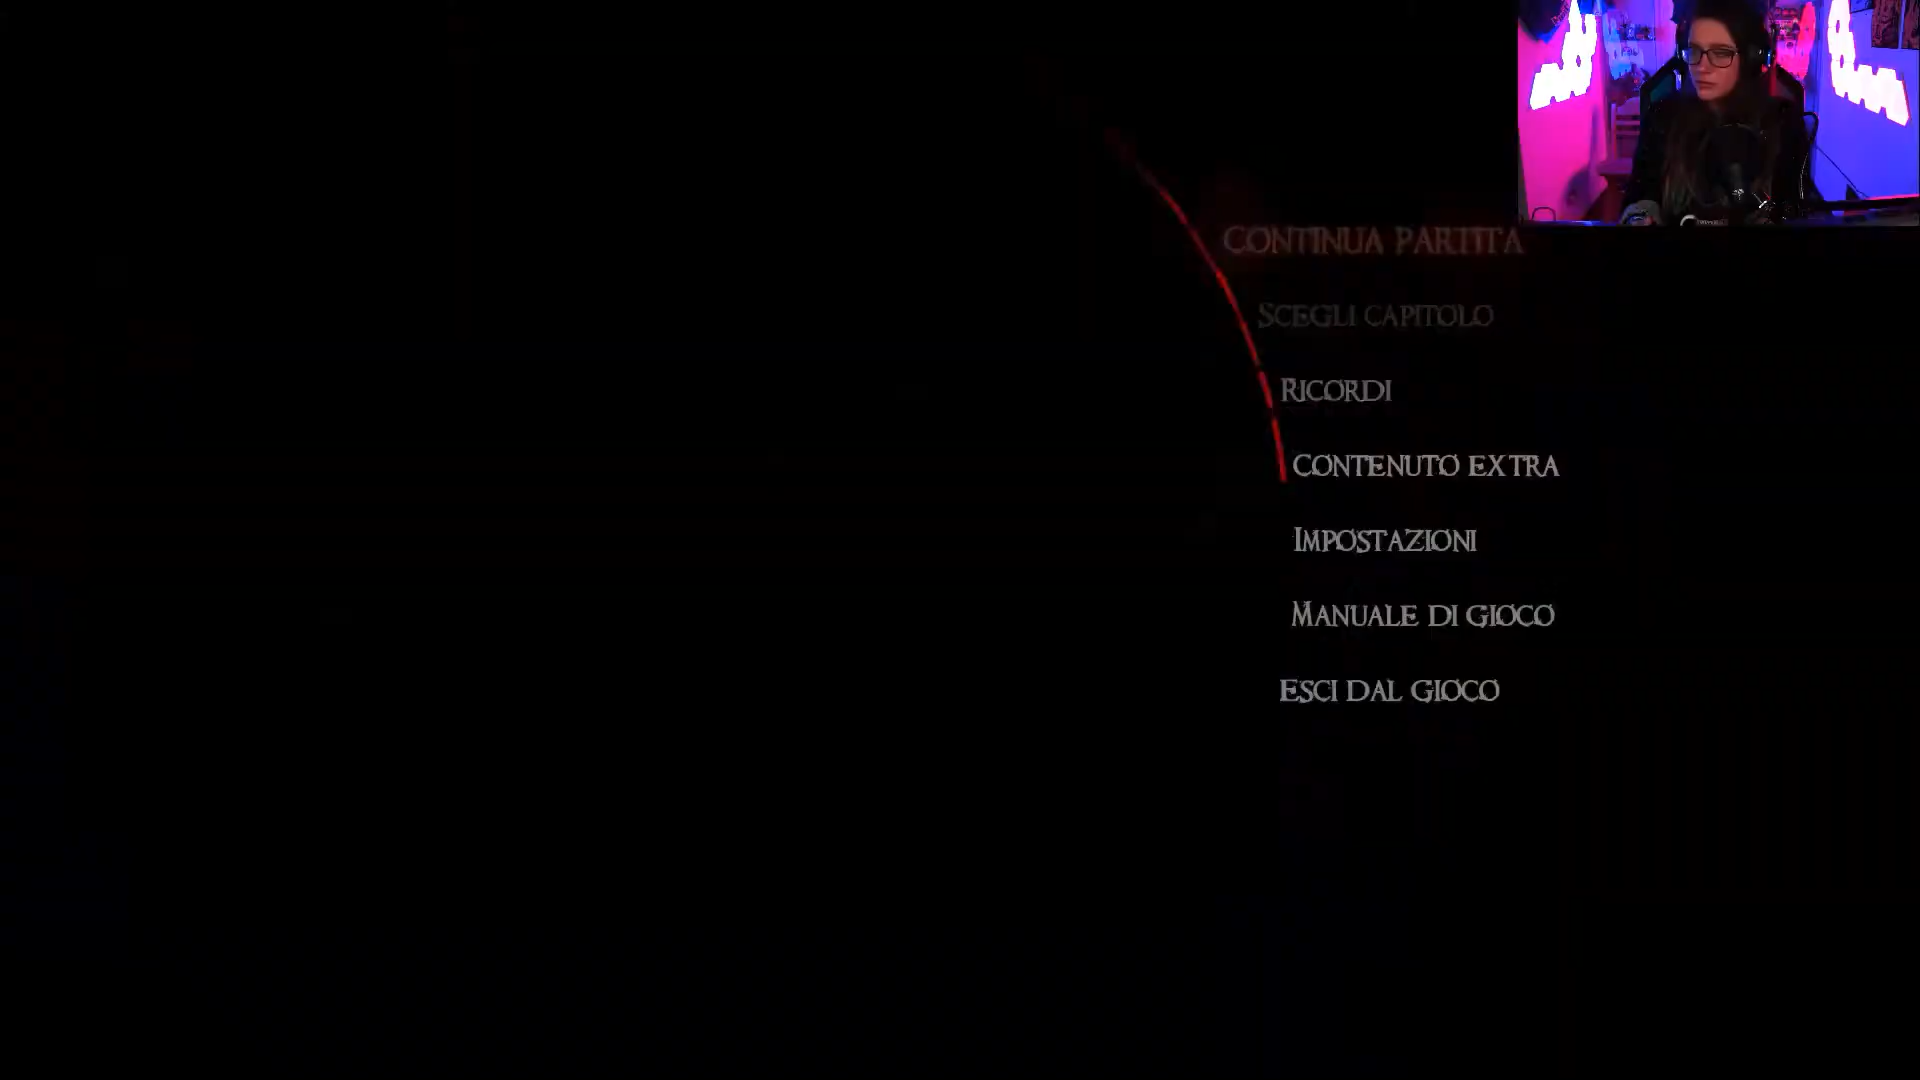 CONTINUA PARTITA
SCEGLI CAPITOLO
RICORDI
CONTENUTO EXTRA
IMPOSTAZIONI
MANUALE DI GIOCO
ESCI DAL GIOCO